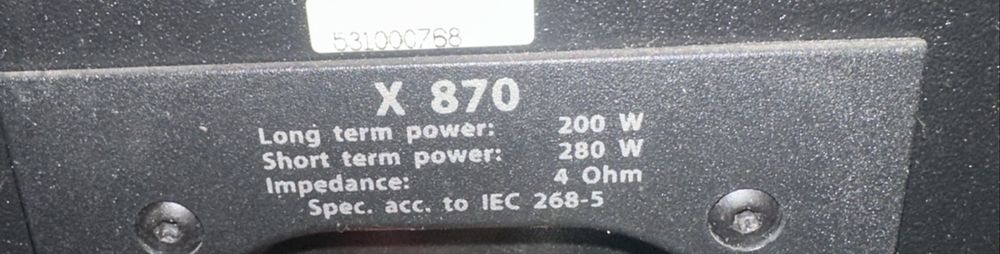 531000768
X 870
Long term power: 200 W
Short term power: 280 W
Impedance: 4 Ohm
Spec. acc. to IEC 268-5